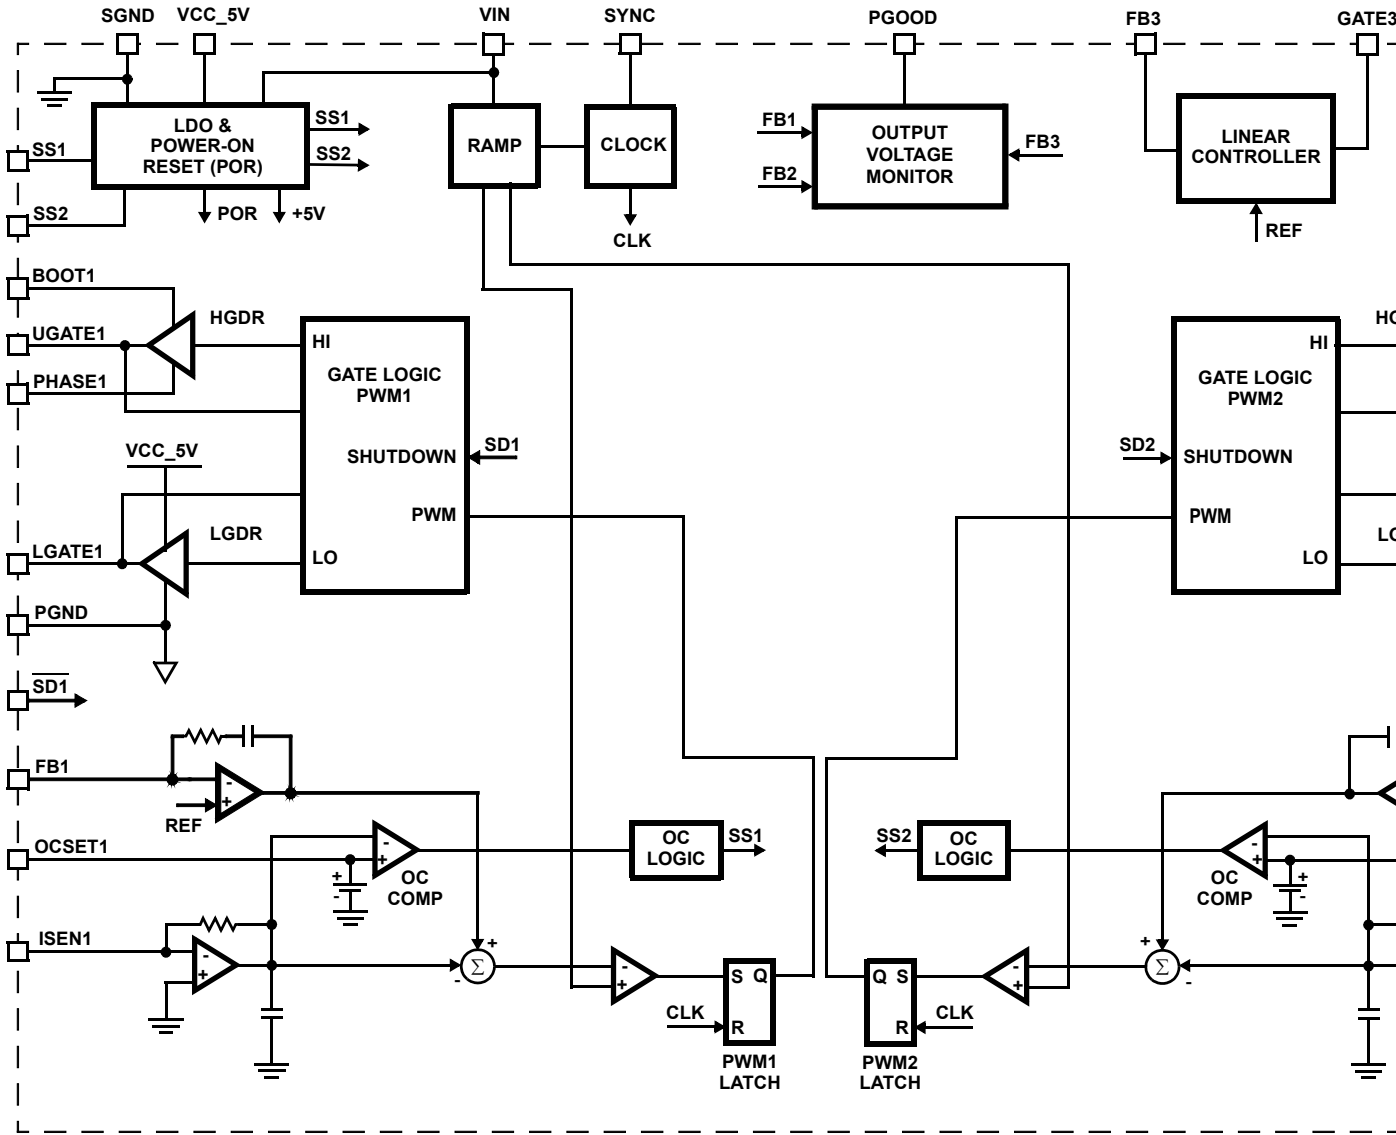 SGND VCC_5V VIN SYNC PGOOD FB3 GATE3
LDO &
POWER-ON
RESET (POR)
SS1
SS2
SS1
SS2
POR
+5V
RAMP
CLOCK
CLK
FB1
FB2
OUTPUT
VOLTAGE
MONITOR
FB3
LINEAR
CONTROLLER
REF
BOOT1
UGATE1
PHASE1
HGDR
HI
GATE LOGIC
PWM1
SHUTDOWN
SD1
PWM
LO
VCC_5V
LGDR
LGATE1
PGND
SD1
HI
GATE LOGIC
PWM2
SD2
SHUTDOWN
PWM
LO
FB1
-
+
REF
OCSET1
-
+
+
-
OC
COMP
OC
LOGIC
SS1
SS2
OC
LOGIC
-
+
OC
COMP
+
-
ISEN1
-
+
+
Σ
-
-
+
S Q
R
CLK
PWM1
LATCH
Q S
R
CLK
PWM2
LATCH
-
+
+
Σ
-